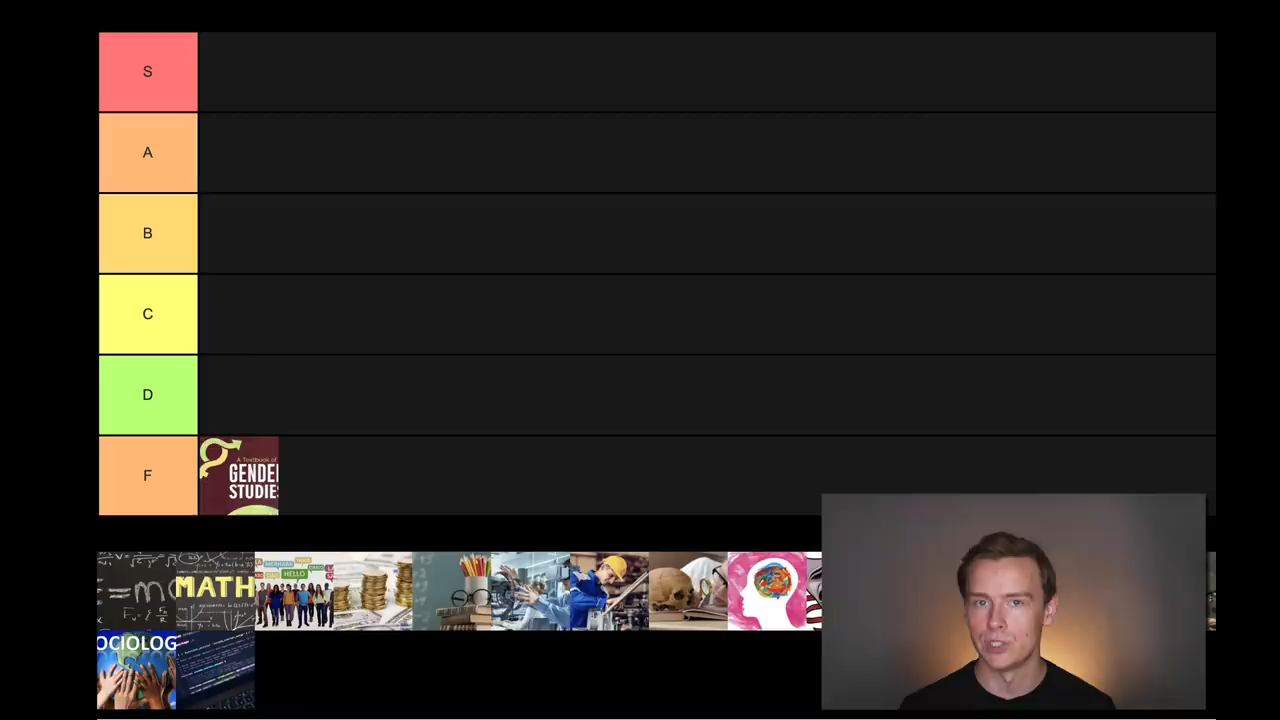 S
A
B
C
D
F
A Textbook of
GENDE
STUDIE
MATH
HELLO
OCIOLOG